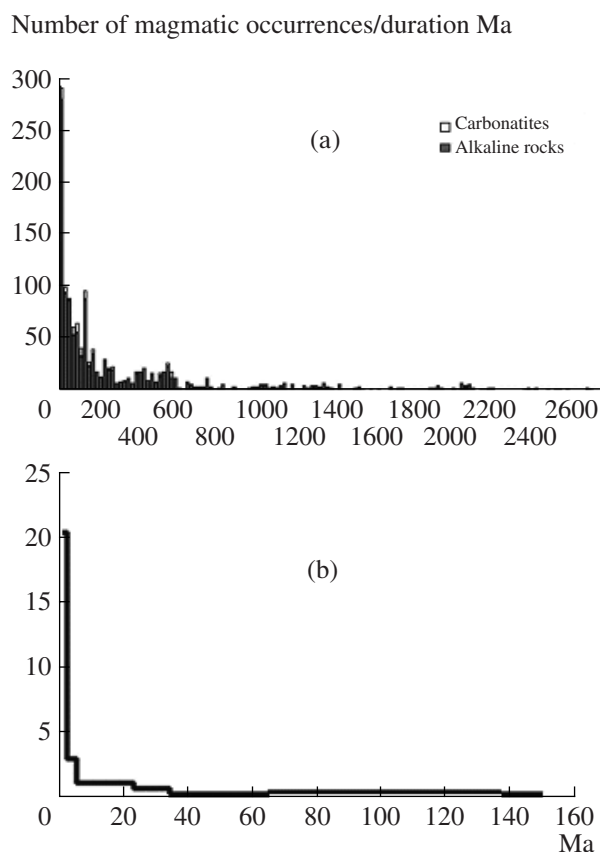 Number of magmatic occurrences/duration Ma
300
(a)
Carbonatites
Alkaline rocks
250
200
150
100
50
0 200 600 1000 1400 1800 2200 2600
400 800 1200 1600 2000 2400
25
20
(b)
15
10
5
0 20 40 60 80 100 120 140 160
Ma